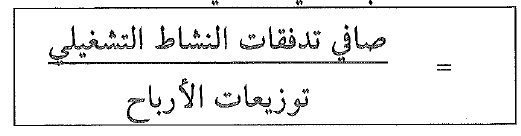 صافي تدفقات النشاط التشغيلي
=
توزيعات الأرباح